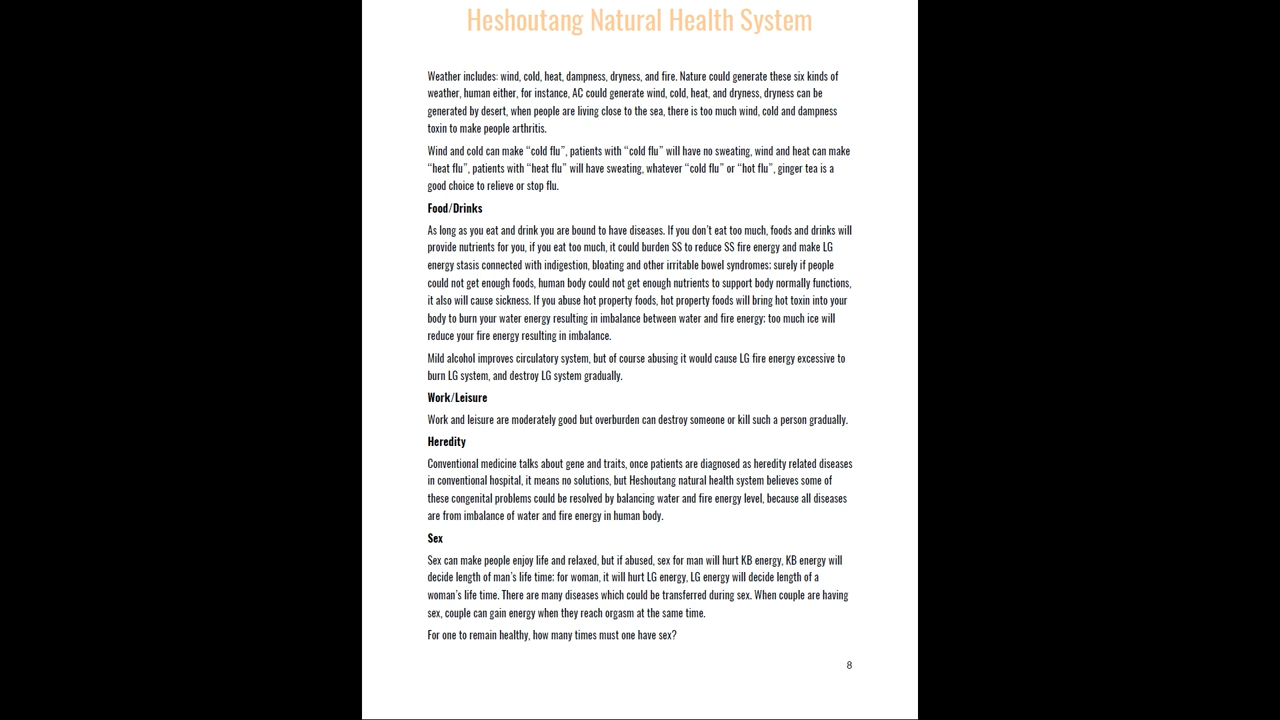 Heshoutang Natural Health System
Weather includes: wind, cold, heat, dampness, dryness, and fire. Nature could generate these six kinds of
weather, human either, for instance, AC could generate wind, cold, heat, and dryness, dryness can be
generated by desert, when people are living close to the sea, there is too much wind, cold and dampness
toxin to make people arthritis.
Wind and cold can make “cold flu”, patients with “cold flu” will have no sweating, wind and heat can make
“heat flu”, patients with “heat flu” will have sweating, whatever “cold flu” or “hot flu”, ginger tea is a
good choice to relieve or stop flu.
Food/Drinks
As long as you eat and drink you are bound to have diseases. If you don’t eat too much, foods and drinks will
provide nutrients for you, if you eat too much, it could burden SS to reduce SS fire energy and make LG
energy stasis connected with indigestion, bloating and other irritable bowel syndromes; surely if people
could not get enough foods, human body could not get enough nutrients to support body normally functions,
it also will cause sickness. If you abuse hot property foods, hot property foods will bring hot toxin into your
body to burn your water energy resulting in imbalance between water and fire energy; too much ice will
reduce your fire energy resulting in imbalance.
Mild alcohol improves circulatory system, but of course abusing it would cause LG fire energy excessive to
burn LG system, and destroy LG system gradually.
Work/Leisure
Work and leisure are moderately good but overburden can destroy someone or kill such a person gradually.
Heredity
Conventional medicine talks about gene and traits, once patients are diagnosed as heredity related diseases
in conventional hospital, it means no solutions, but Heshoutang natural health system believes some of
these congenital problems could be resolved by balancing water and fire energy level, because all diseases
are from imbalance of water and fire energy in human body.
Sex
Sex can make people enjoy life and relaxed, but if abused, sex for man will hurt KB energy, KB energy will
decide length of man’s life time; for woman, it will hurt LG energy, LG energy will decide length of a
woman’s life time. There are many diseases which could be transferred during sex. When couple are having
sex, couple can gain energy when they reach orgasm at the same time.
For one to remain healthy, how many times must one have sex?
8